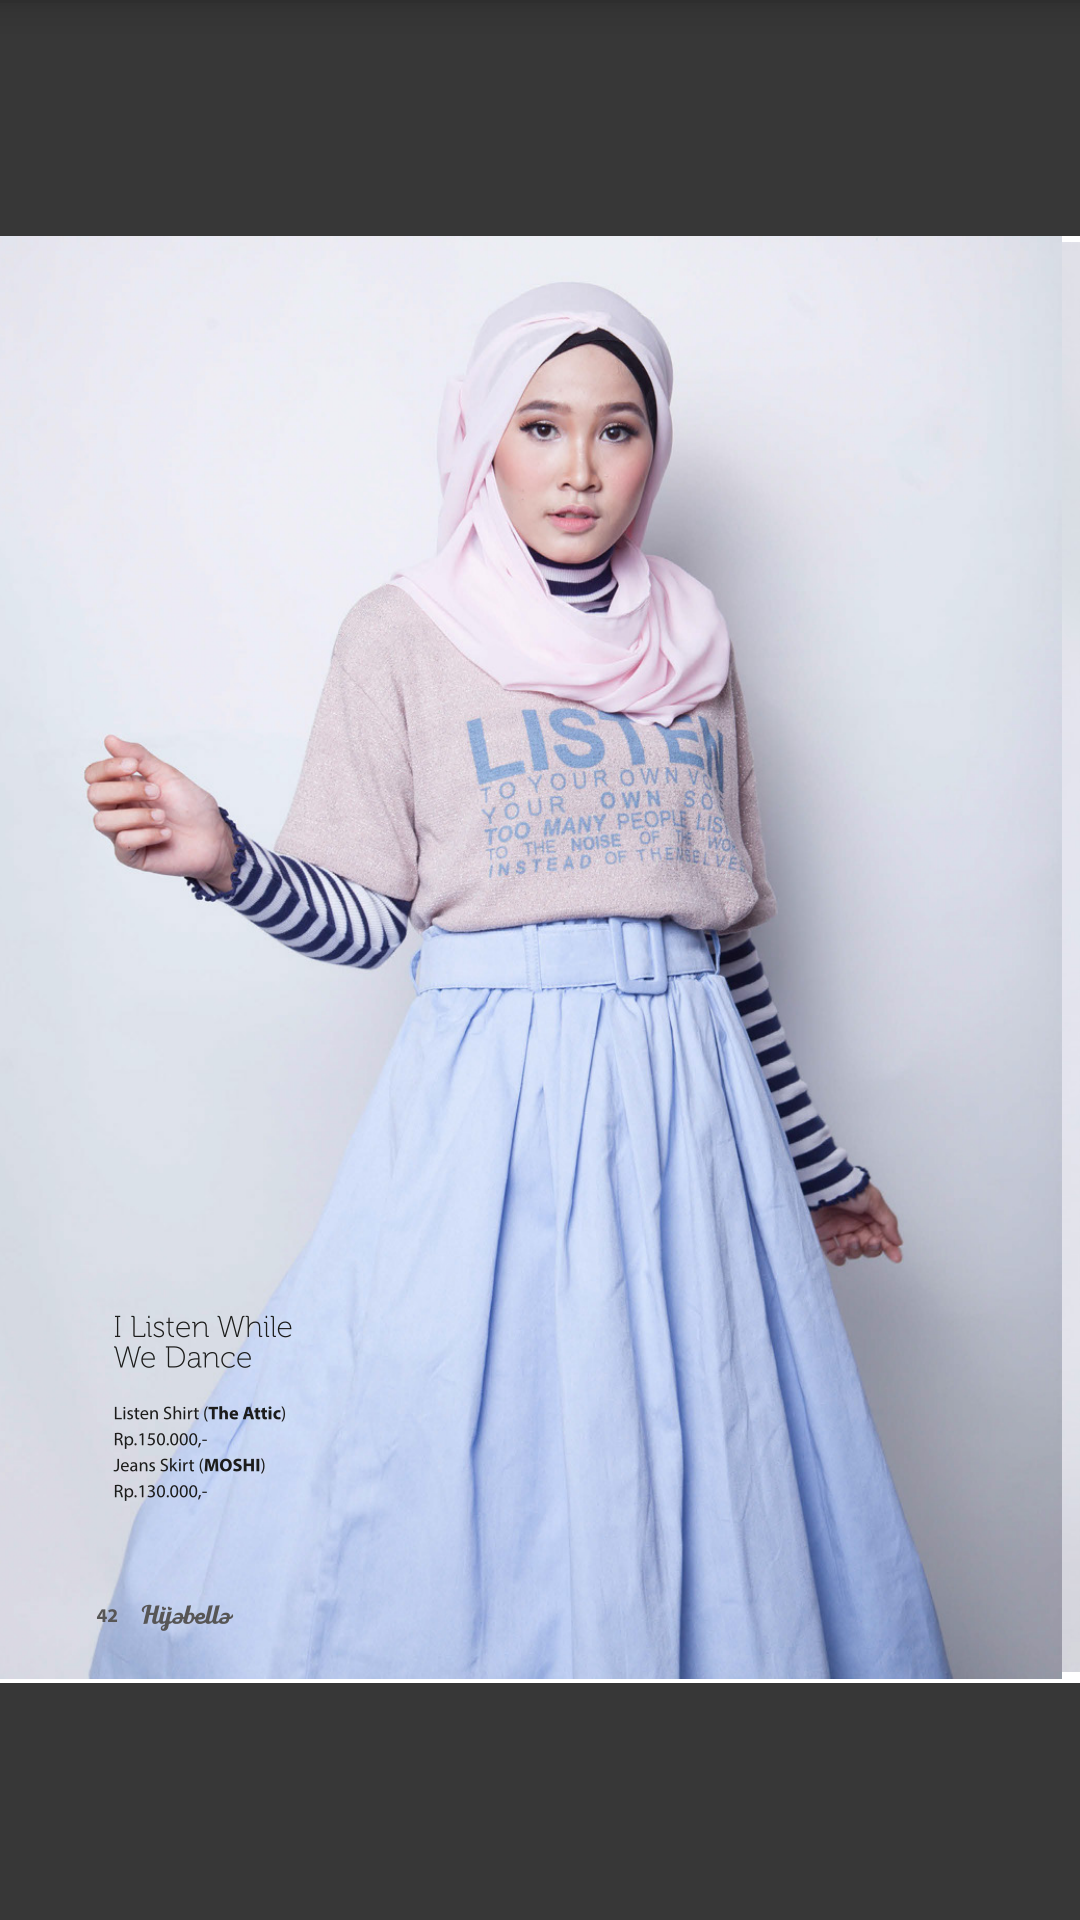 LISTEN
TO YOUR OWN
YOUR OWN
TOO MANY PEOPLE
TO THE NOISE OF THE
INSTEAD OF THEMSELVES
I Listen While
We Dance
Listen Shirt (The Attic)
Rp.150.000,-
Jeans Skirt (MOSHI)
Rp.130.000,-
42 Hijabella